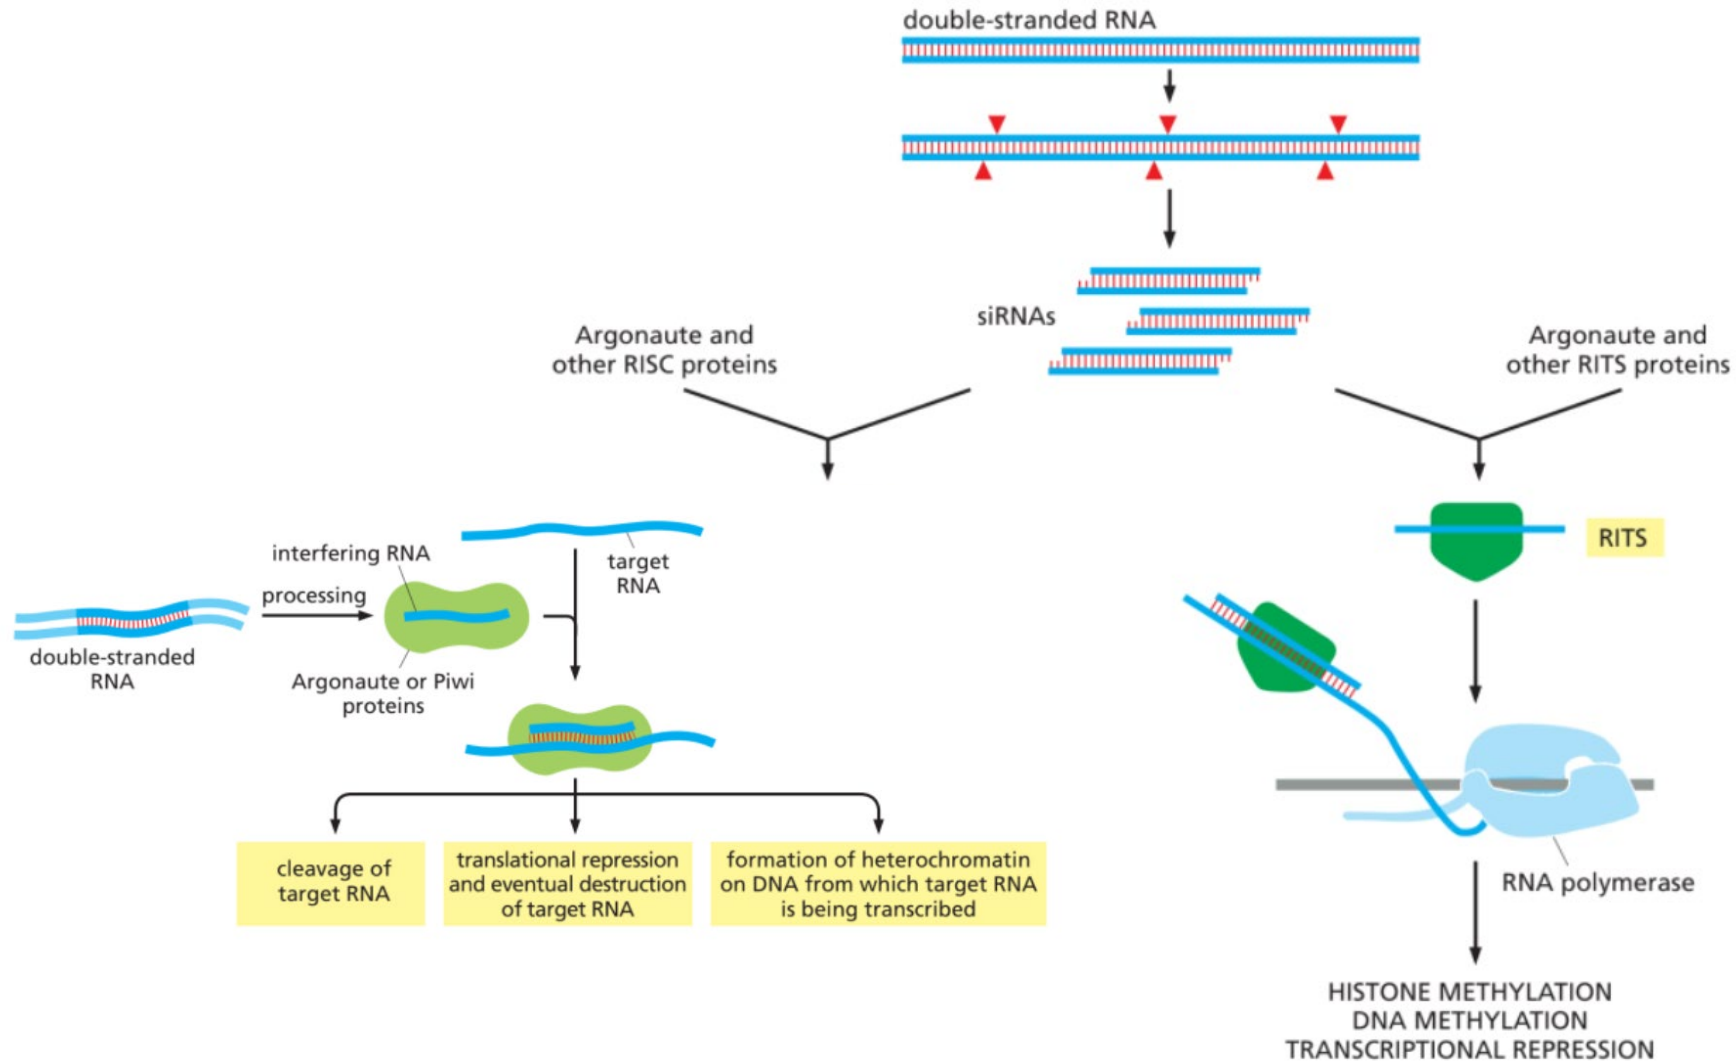 double-stranded RNA
siRNAs
Argonaute and
other RISC proteins
Argonaute and
other RITS proteins
RITS
target
RNA
interfering RNA
processing
double-stranded
RNA
Argonaute or Piwi
proteins
cleavage of
target RNA
translational repression
and eventual destruction
of target RNA
formation of heterochromatin
on DNA from which target RNA
is being transcribed
RNA polymerase
HISTONE METHYLATION
DNA METHYLATION
TRANSCRIPTIONAL REPRESSION